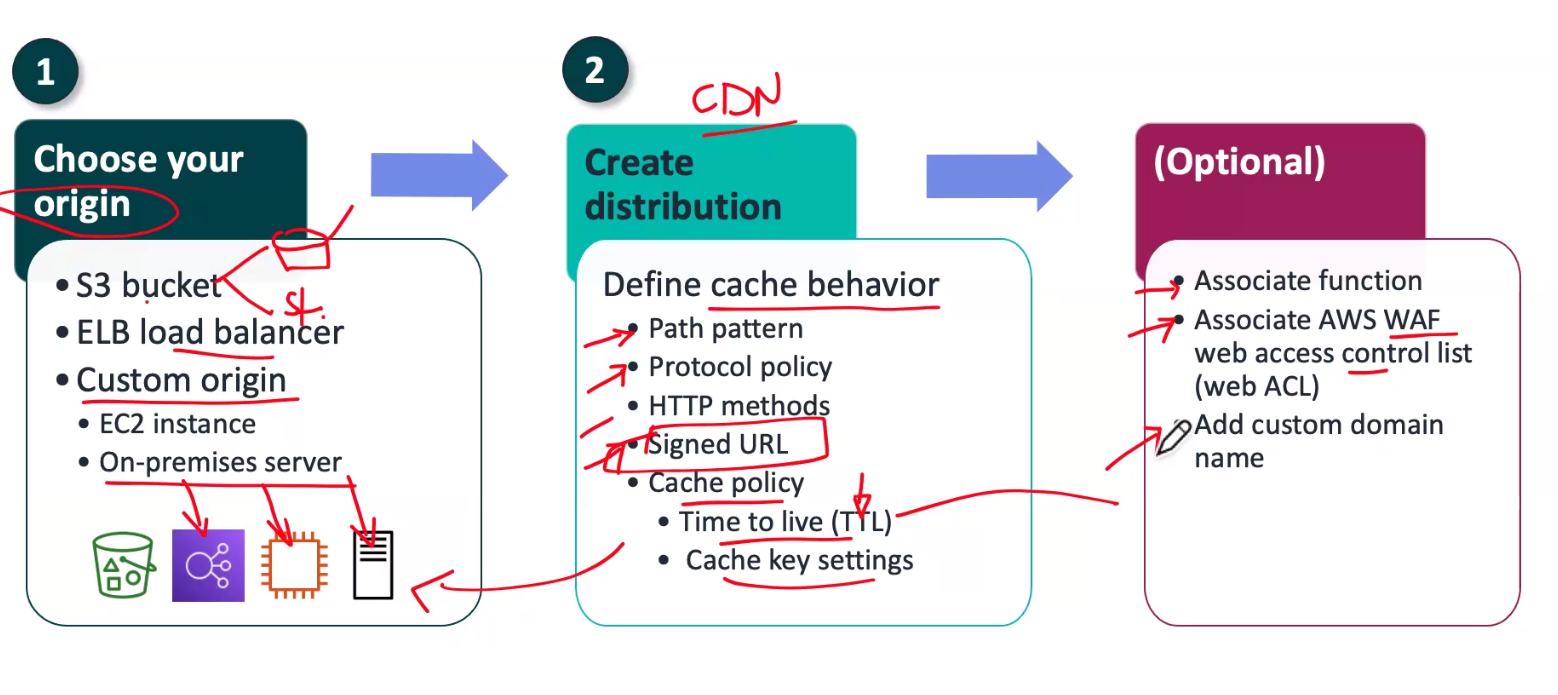 1
Choose your
origin
• S3 bucket
• ELB load balancer
• Custom origin
• EC2 instance
• On-premises server
2
CDN
Create
distribution
Define cache behavior
• Path pattern
• Protocol policy
• HTTP methods
• Signed URL
• Cache policy
• Time to live (TTL)
• Cache key settings
(Optional)
• Associate function
• Associate AWS WAF
web access control list
(web ACL)
Add custom domain
name